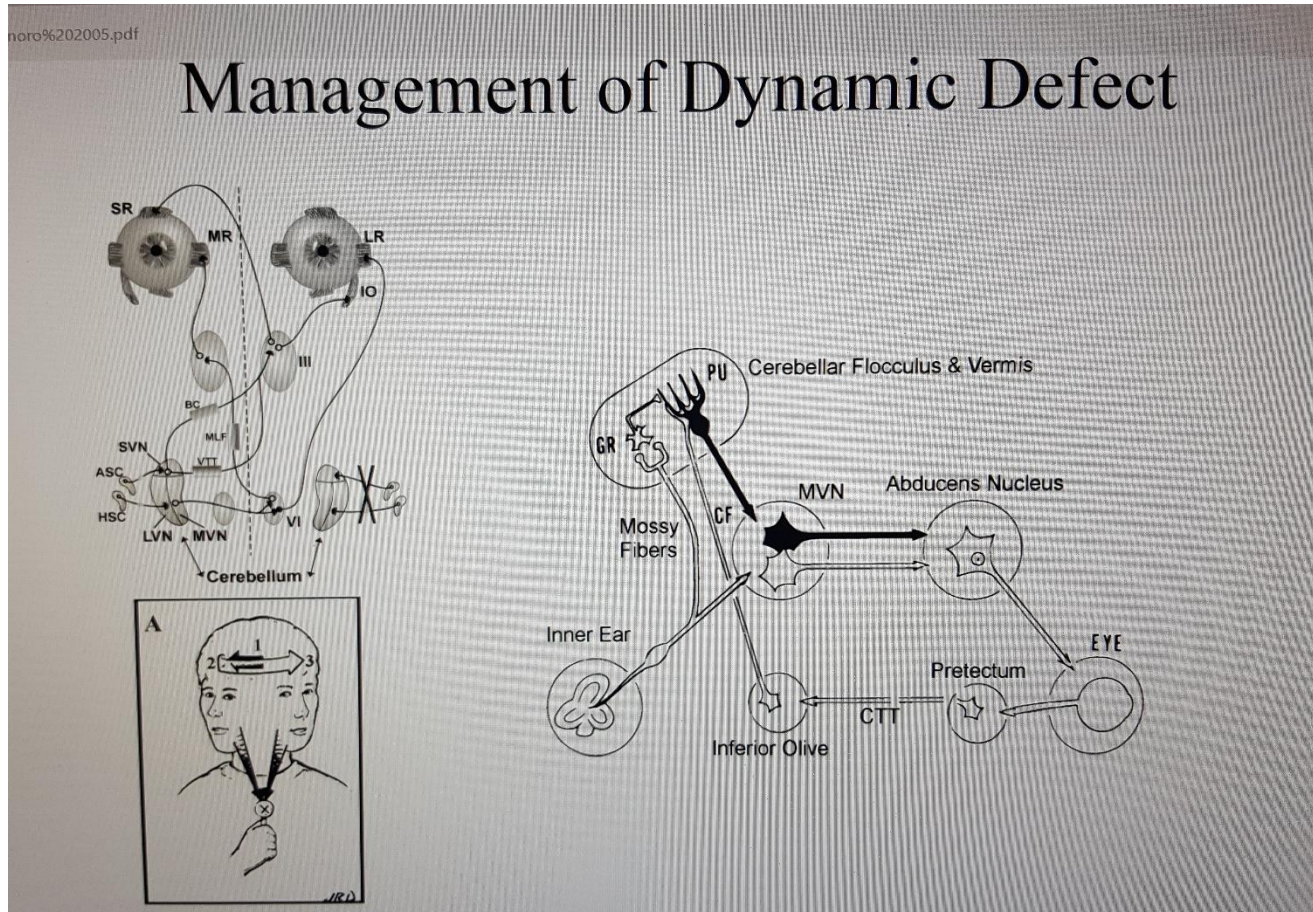 noro%202005.pdf
Management of Dynamic Defect
SR
MR
LR
IO
III
BC
MLF
SVN
VTT
ASC
HSC
VI
LVN
MVN
Cerebellum
A
1
2
3
X
JRD
PU
Cerebellar Flocculus & Vermis
GR
MVN
Abducens Nucleus
CF
Mossy
Fibers
Inner Ear
EYE
Pretectum
CTT
Inferior Olive